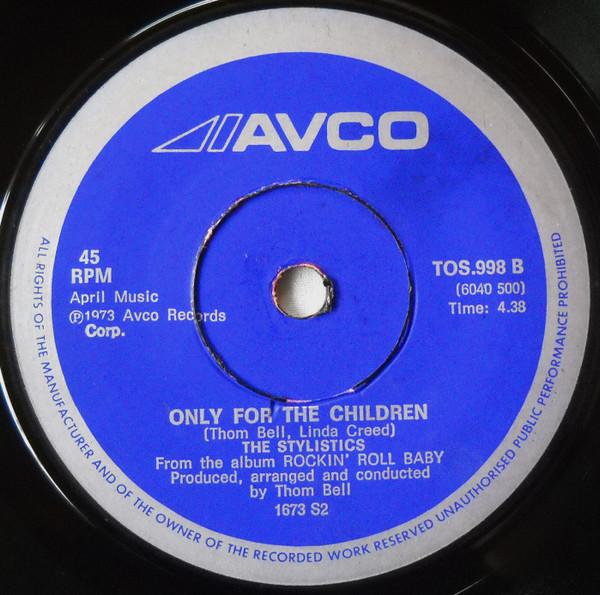 AVCO
45
RPM
April Music
Ⓟ1973 Avco Records
Corp.
TOS.998 B
(6040 500)
Time: 4.38
ONLY FOR THE CHILDREN
(Thom Bell, Linda Creed)
THE STYLISTICS
From the album ROCKIN' ROLL BABY
Produced, arranged and conducted
by Thom Bell
1673 S2
ALL RIGHTS OF THE MANUFACTURER AND OF THE OWNER OF THE RECORDED WORK RESERVED UNAUTHORISED PUBLIC PERFORMANCE PROHIBITED